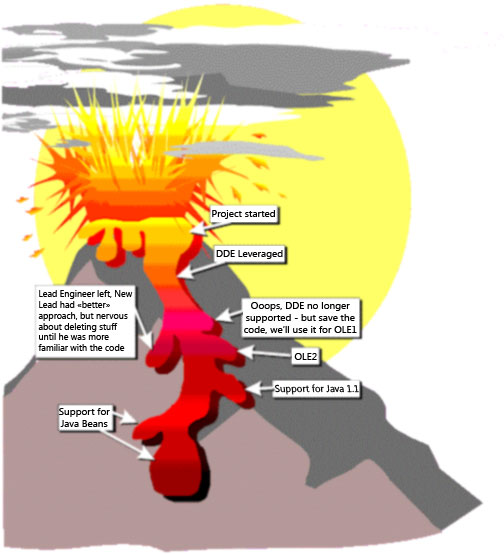 Project started
DDE Leveraged
Lead Engineer left, New
Lead had «better»
approach, but nervous
about deleting stuff
until he was more
familiar with the code
Ooops, DDE no longer
supported - but save the
code, we'll use it for OLE1
OLE2
Support for Java 1.1
Support for
Java Beans